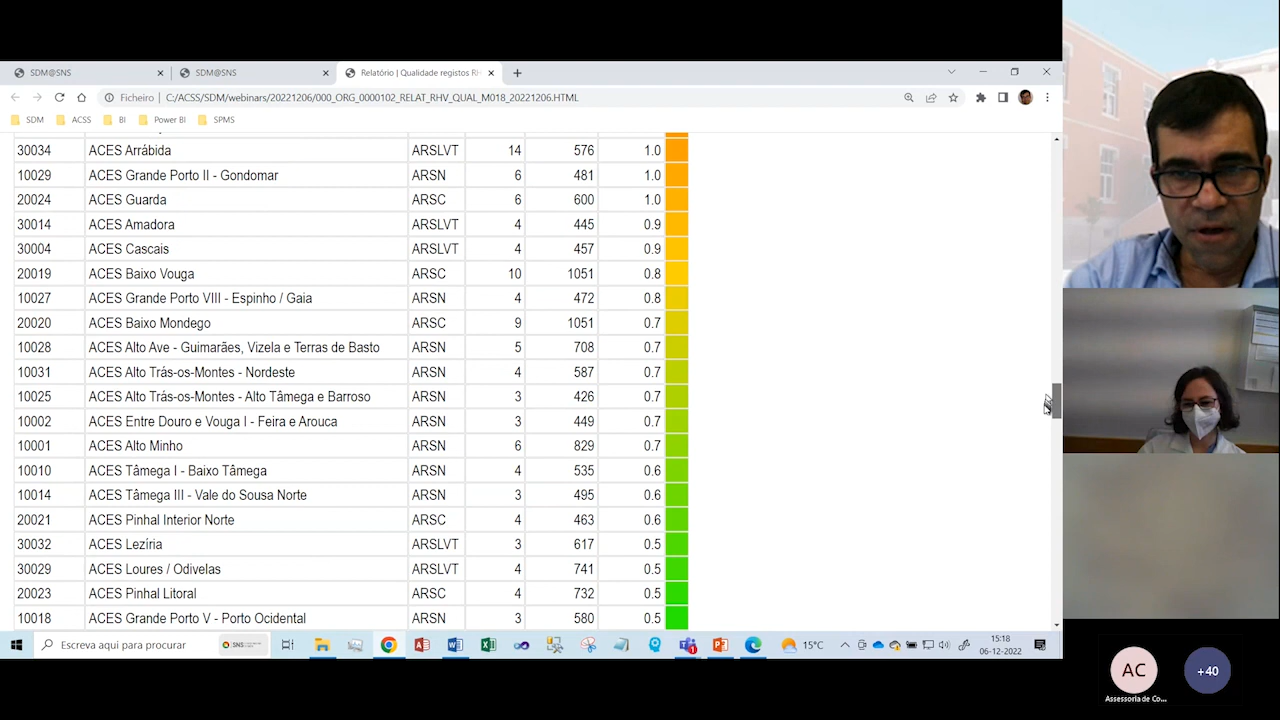 SDM@SNS
SDM@SNS
Relatório | Qualidade registos RH
Ficheiro | C:/ACSS/SDM/webinars/20221206/000_ORG_0000102_RELAT_RHV_QUAL_M018_20221206.HTML
SDM ACSS BI Power BI SPMS
30034 ACES Arrábida ARSLVT 14 576 1.0
10029 ACES Grande Porto II - Gondomar ARSN 6 481 1.0
20024 ACES Guarda ARSC 6 600 1.0
30014 ACES Amadora ARSLVT 4 445 0.9
30004 ACES Cascais ARSLVT 4 457 0.9
20019 ACES Baixo Vouga ARSC 10 1051 0.8
10027 ACES Grande Porto VIII - Espinho / Gaia ARSN 4 472 0.8
20020 ACES Baixo Mondego ARSC 9 1051 0.7
10028 ACES Alto Ave - Guimarães, Vizela e Terras de Basto ARSN 5 708 0.7
10031 ACES Alto Trás-os-Montes - Nordeste ARSN 4 587 0.7
10025 ACES Alto Trás-os-Montes - Alto Tâmega e Barroso ARSN 3 426 0.7
10002 ACES Entre Douro e Vouga I - Feira e Arouca ARSN 3 449 0.7
10001 ACES Alto Minho ARSN 6 829 0.7
10010 ACES Tâmega I - Baixo Tâmega ARSN 4 535 0.6
10014 ACES Tâmega III - Vale do Sousa Norte ARSN 3 495 0.6
20021 ACES Pinhal Interior Norte ARSC 4 463 0.6
30032 ACES Lezíria ARSLVT 3 617 0.5
30029 ACES Loures / Odivelas ARSLVT 4 741 0.5
20023 ACES Pinhal Litoral ARSC 4 732 0.5
10018 ACES Grande Porto V - Porto Ocidental ARSN 3 580 0.5
Escreva aqui para procurar
SNS
1
15°C
15:18
06-12-2022
AC
Assessoria de Co...
+40